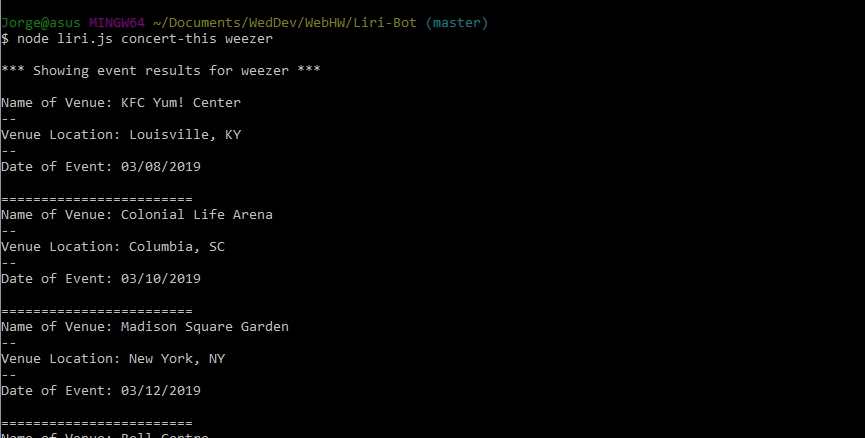 Jorge@asus MINGW64 ~/Documents/WedDev/WebHW/Liri-Bot (master)
$ node liri.js concert-this weezer
*** Showing event results for weezer ***
Name of Venue: KFC Yum! Center
--
Venue Location: Louisville, KY
--
Date of Event: 03/08/2019
========================
Name of Venue: Colonial Life Arena
--
Venue Location: Columbia, SC
--
Date of Event: 03/10/2019
========================
Name of Venue: Madison Square Garden
--
Venue Location: New York, NY
--
Date of Event: 03/12/2019
========================
Name of Venue: Bell Centre